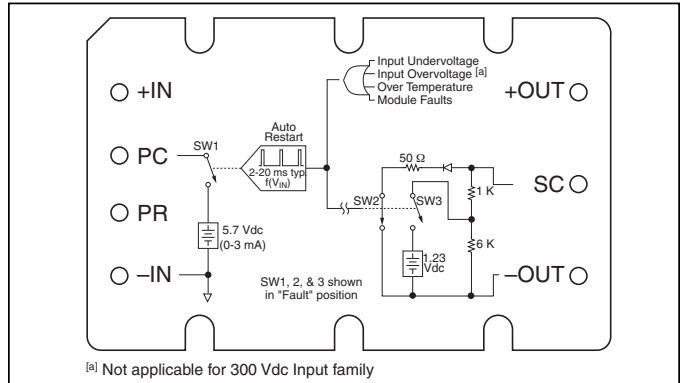 Input Undervoltage
Input Overvoltage [a]
Over Temperature
Module Faults
+IN
+OUT
Auto
Restart
PC
SW1
2-20 ms typ.
f(VIN)
50 Ω
1 K
SC
PR
SW2
SW3
5.7 Vdc
(0-3 mA)
6 K
1.23
Vdc
–IN
–OUT
SW1, 2, & 3 shown
in "Fault" position
[a] Not applicable for 300 Vdc Input family